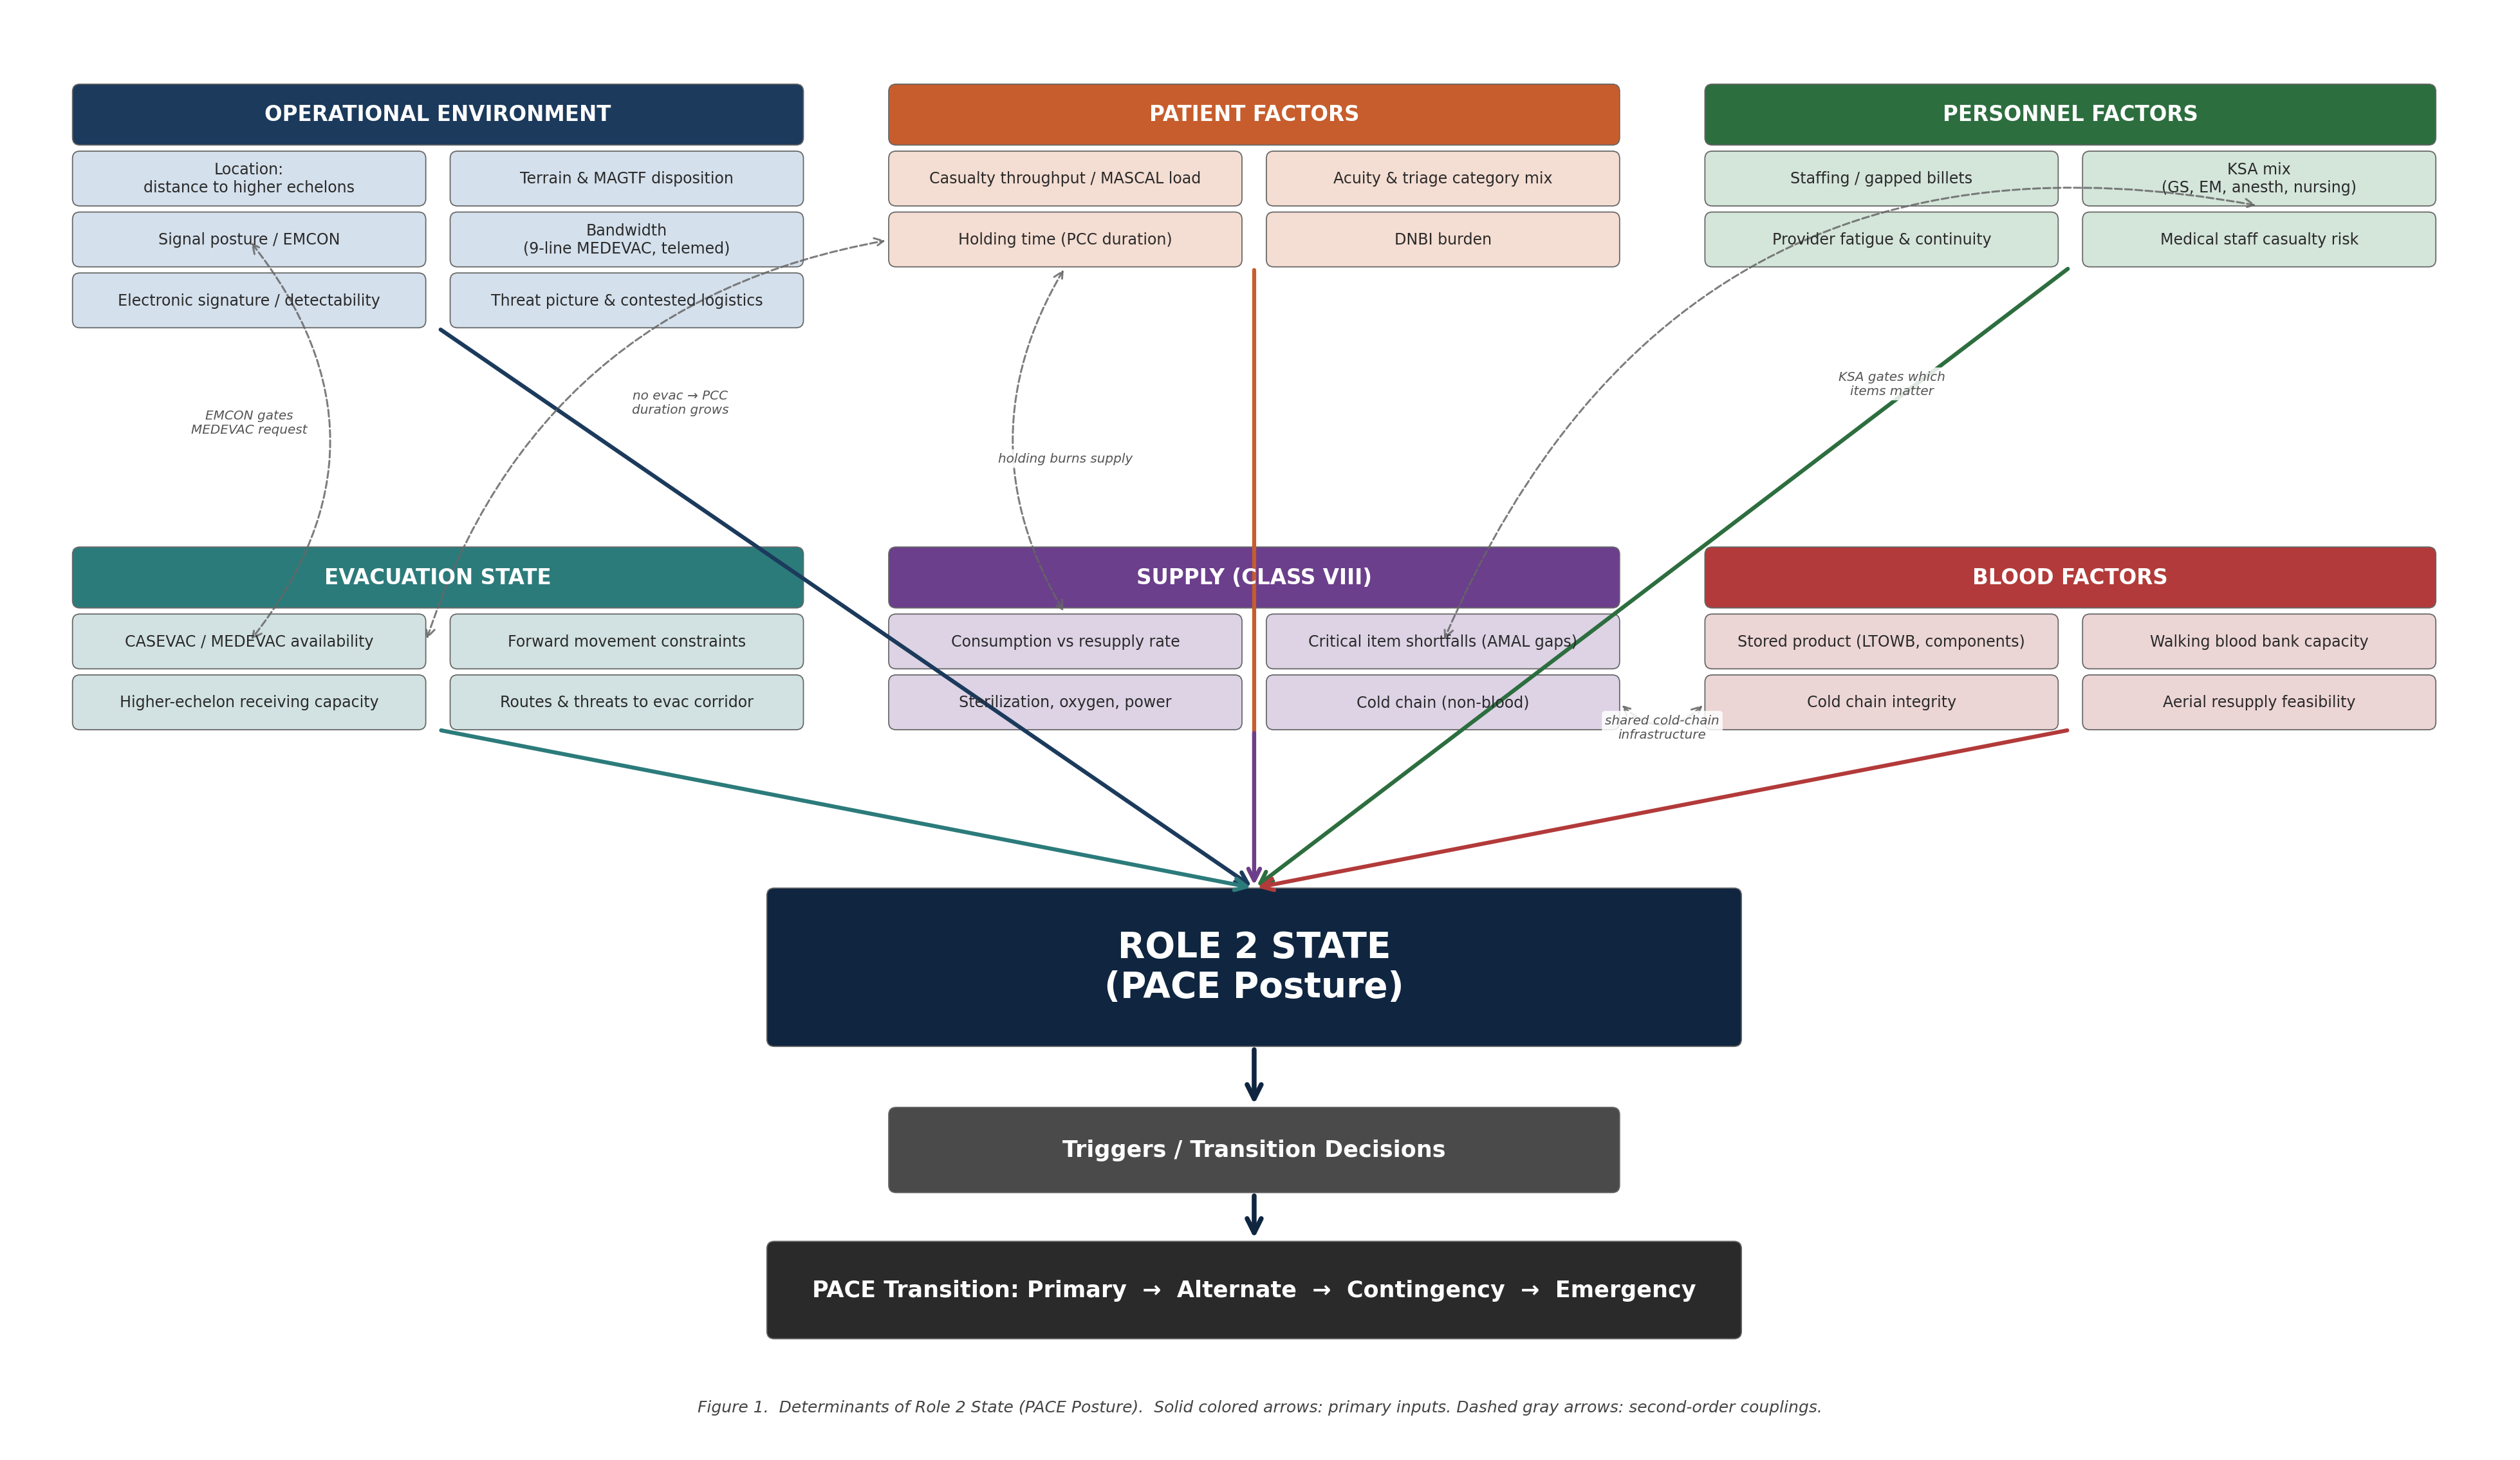 OPERATIONAL ENVIRONMENT
Location:
distance to higher echelons
Terrain & MAGTF disposition
Signal posture / EMCON
Bandwidth
(9-line MEDEVAC, telemed)
Electronic signature / detectability
Threat picture & contested logistics
PATIENT FACTORS
Casualty throughput / MASCAL load
Acuity & triage category mix
Holding time (PCC duration)
DNBI burden
PERSONNEL FACTORS
Staffing / gapped billets
KSA mix
(GS, EM, anesth, nursing)
Provider fatigue & continuity
Medical staff casualty risk
EMCON gates
MEDEVAC request
no evac → PCC
duration grows
holding burns supply
KSA gates which
items matter
EVACUATION STATE
CASEVAC / MEDEVAC availability
Forward movement constraints
Higher-echelon receiving capacity
Routes & threats to evac corridor
SUPPLY (CLASS VIII)
Consumption vs resupply rate
Critical item shortfalls (AMAL gaps)
Sterilization, oxygen, power
Cold chain (non-blood)
BLOOD FACTORS
Stored product (LTOWB, components)
Walking blood bank capacity
Cold chain integrity
Aerial resupply feasibility
shared cold-chain
infrastructure
ROLE 2 STATE
(PACE Posture)
Triggers / Transition Decisions
PACE Transition: Primary → Alternate → Contingency → Emergency
Figure 1. Determinants of Role 2 State (PACE Posture). Solid colored arrows: primary inputs. Dashed gray arrows: second-order couplings.